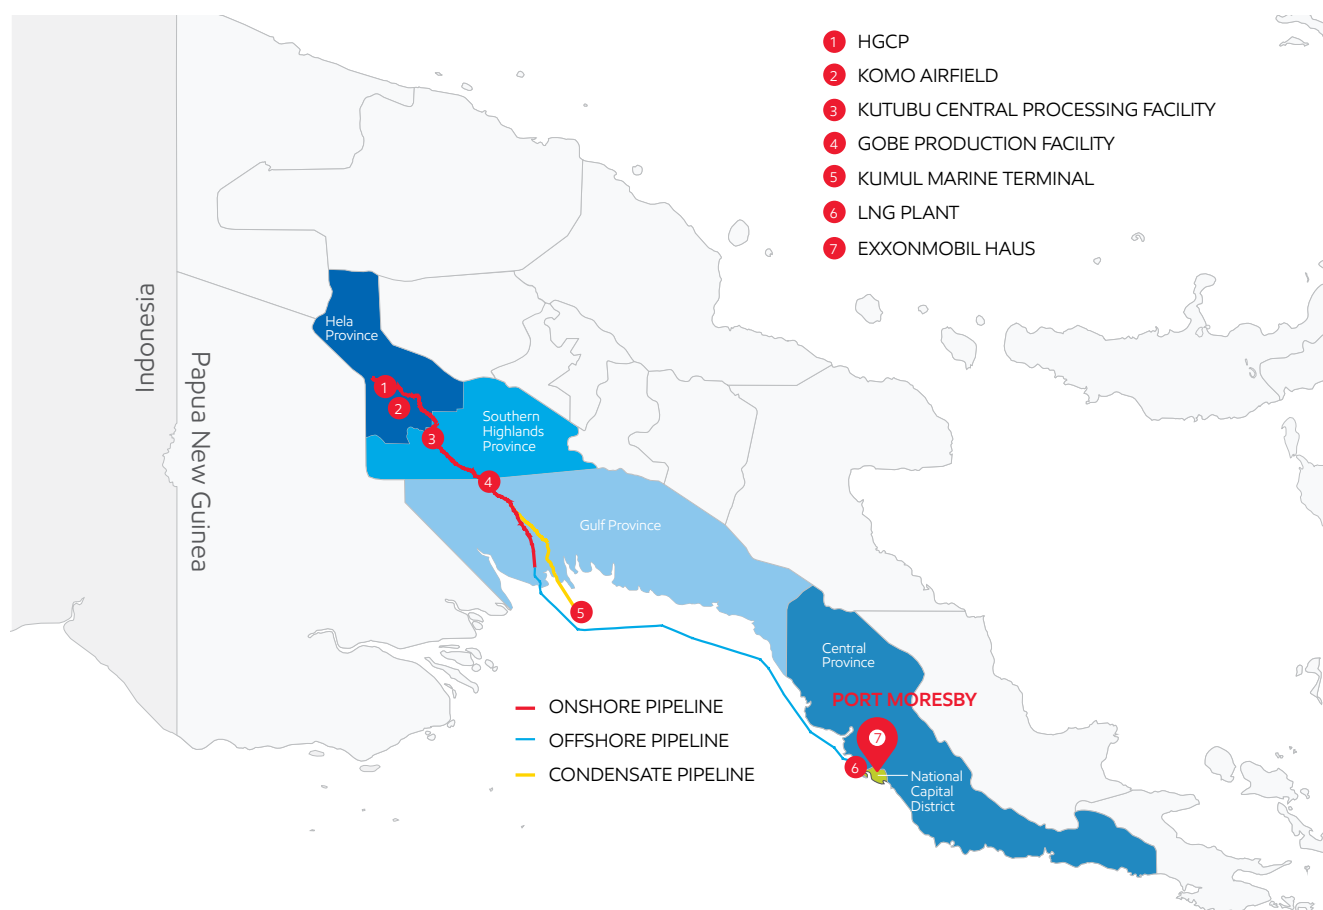 1 HGCP
2 KOMO AIRFIELD
3 KUTUBU CENTRAL PROCESSING FACILITY
4 GOBE PRODUCTION FACILITY
5 KUMUL MARINE TERMINAL
6 LNG PLANT
7 EXXONMOBIL HAUS
Indonesia
Papua New Guinea
Hela
Province
1
2
3
Southern
Highlands
Province
4
Gulf Province
5
Central
Province
PORT MORESBY
7
6
National
Capital
District
ONSHORE PIPELINE
OFFSHORE PIPELINE
CONDENSATE PIPELINE